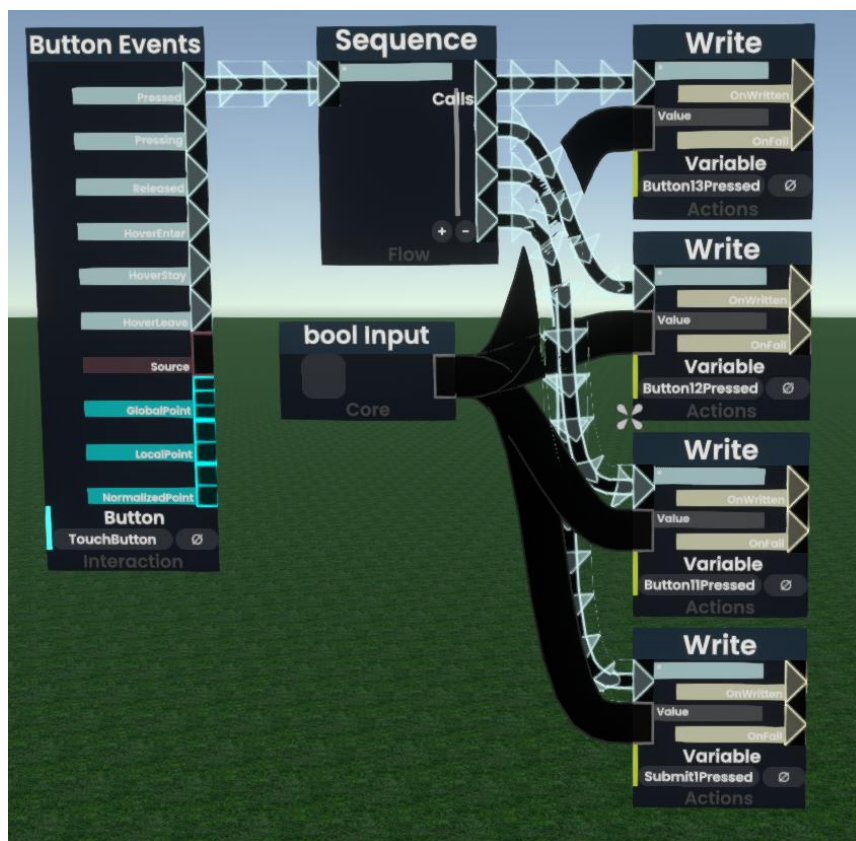 Button Events
Pressed
Pressing
Released
HoverEnter
HoverStay
HoverLeave
Source
GlobalPoint
LocalPoint
NormalizedPoint
Button
TouchButton ∅
Interaction
Sequence
*
Calls
+ -
Flow
bool Input
Core
Write
*
OnWritten
Value
OnFail
Variable
Button13Pressed ∅
Actions
Write
*
OnWritten
Value
OnFail
Variable
Button12Pressed ∅
Actions
Write
*
OnWritten
Value
OnFail
Variable
Button11Pressed ∅
Actions
Write
*
OnWritten
Value
OnFail
Variable
Submit1Pressed ∅
Actions